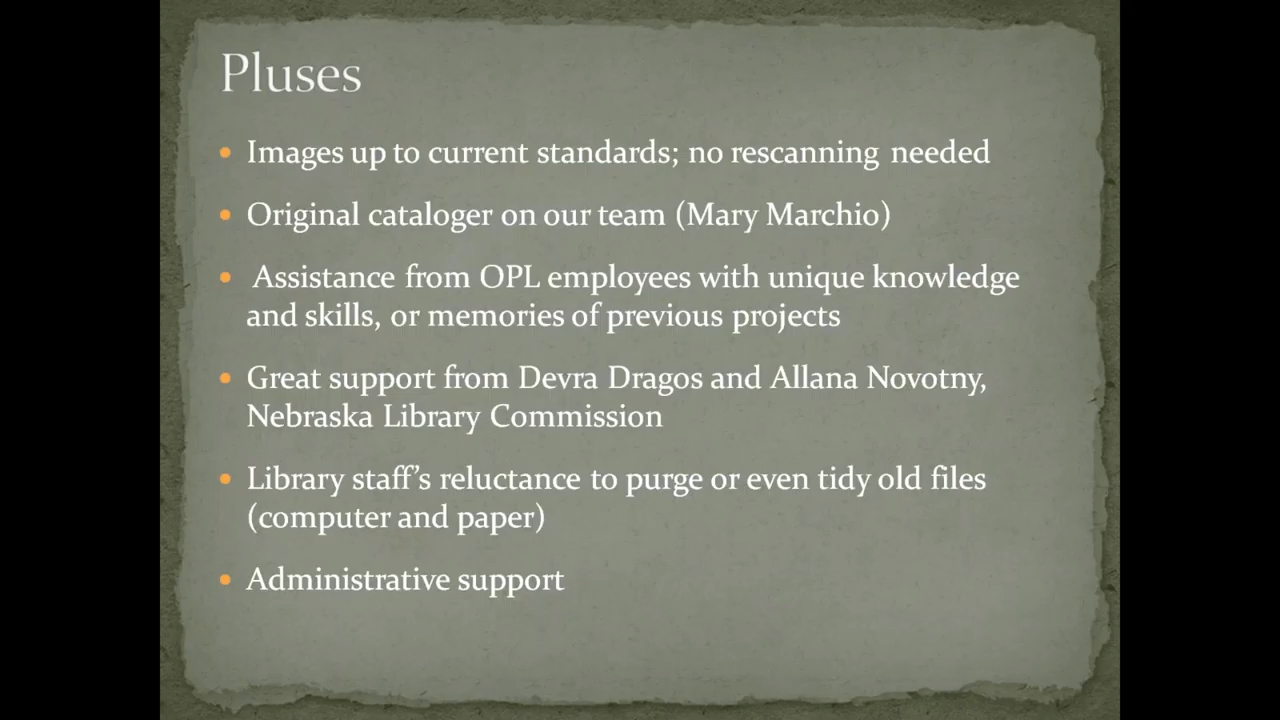 Pluses
• Images up to current standards; no rescanning needed
• Original cataloger on our team (Mary Marchio)
• Assistance from OPL employees with unique knowledge
and skills, or memories of previous projects
• Great support from Devra Dragos and Allana Novotny,
Nebraska Library Commission
• Library staff’s reluctance to purge or even tidy old files
(computer and paper)
• Administrative support